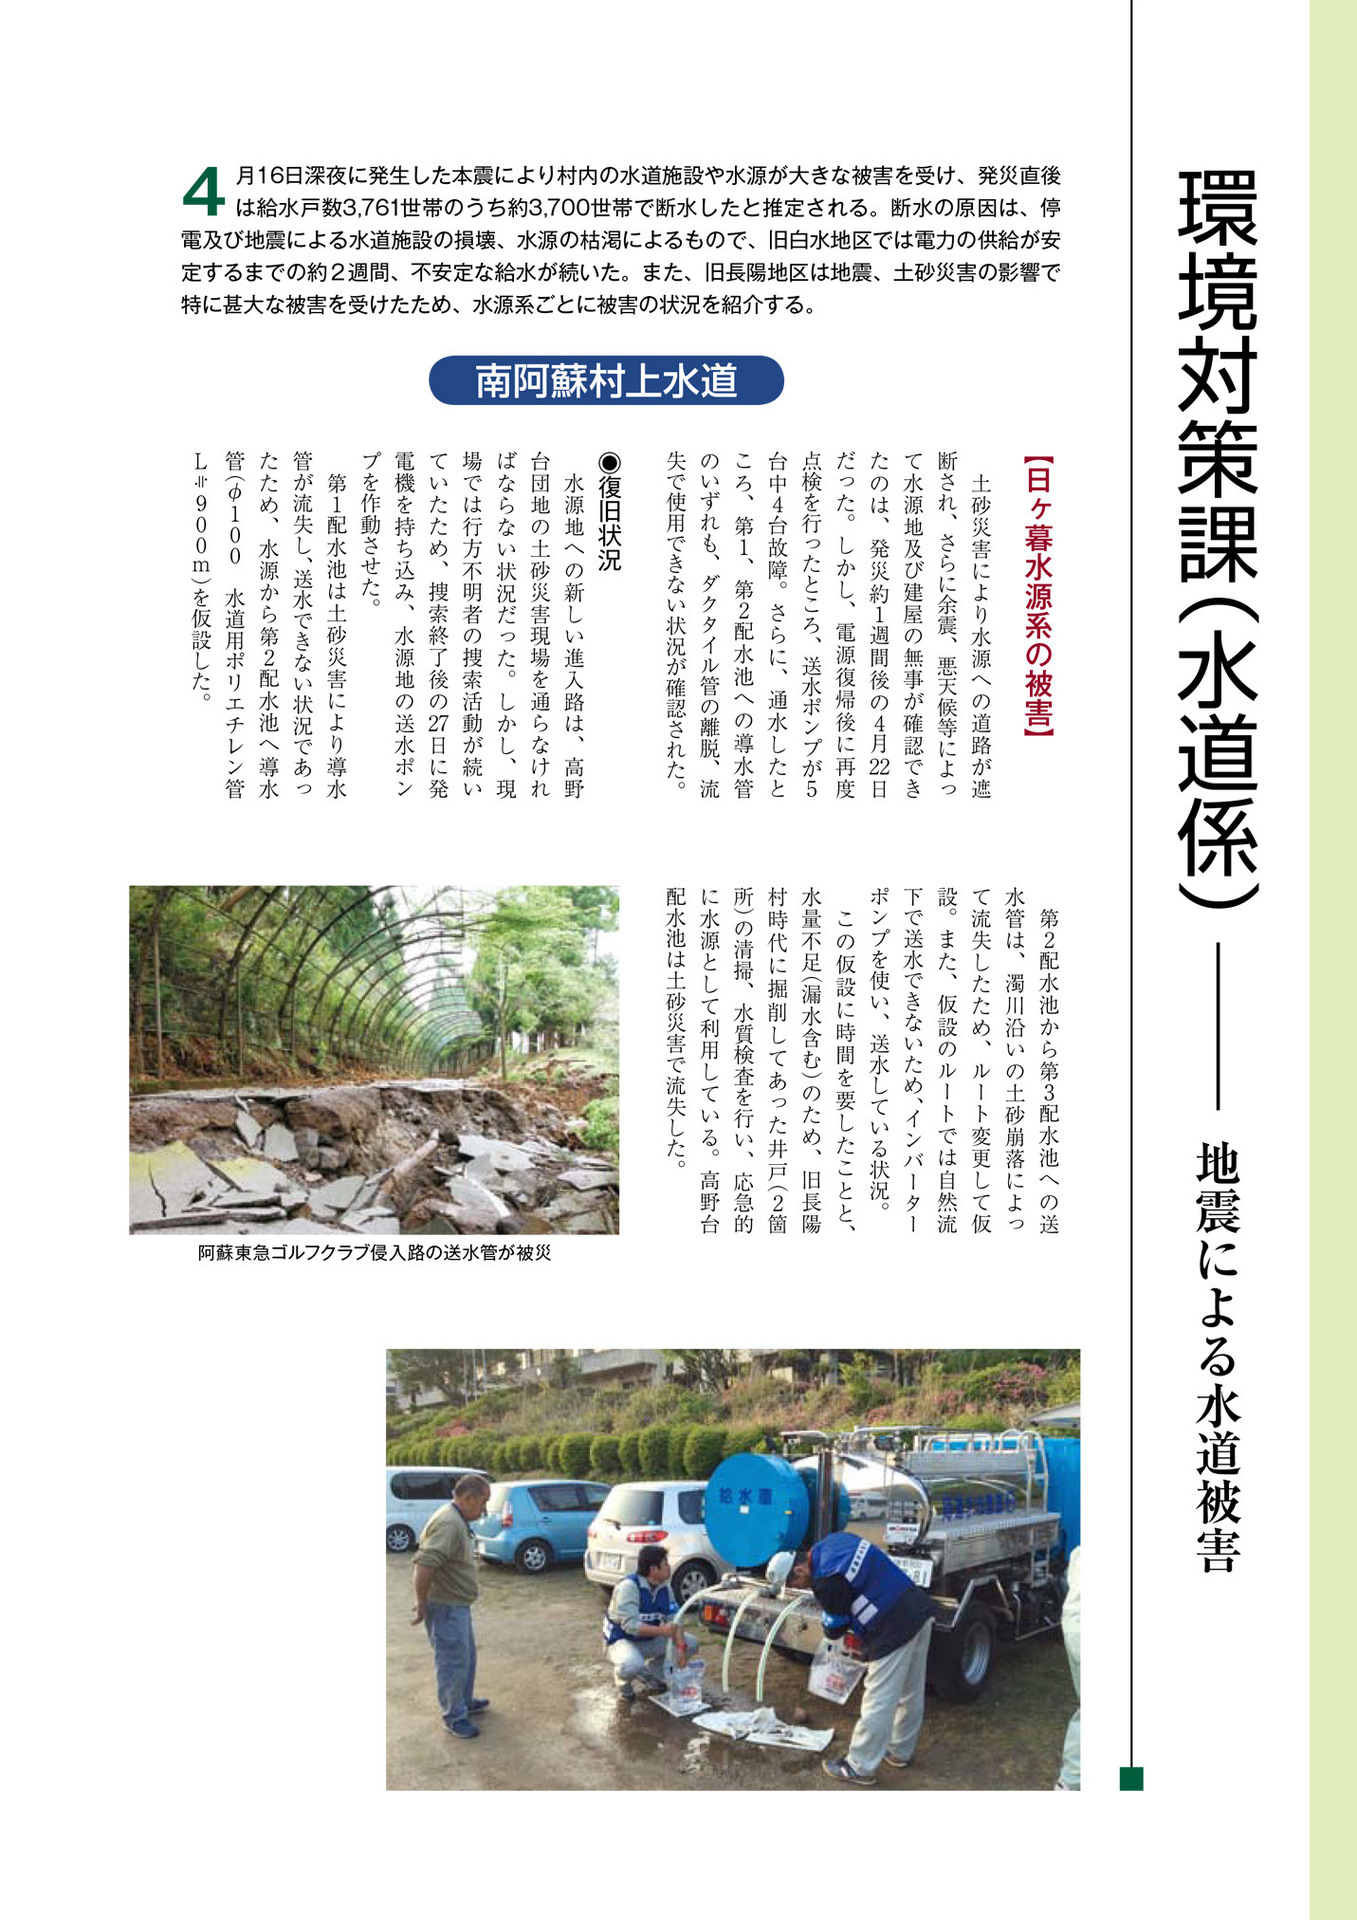 環境対策課（水道係）—— 地震による水道被害
4月16日深夜に発生した本震により村内の水道施設や水源が大きな被害を受け、発災直後
は給水戸数3,761世帯のうち約3,700世帯で断水したと推定される。断水の原因は、停
電及び地震による水道施設の損壊、水源の枯渇によるもので、旧白水地区では電力の供給が安
定するまでの約２週間、不安定な給水が続いた。また、旧長陽地区は地震、土砂災害の影響で
特に甚大な被害を受けたため、水源系ごとに被害の状況を紹介する。
南阿蘇村上水道
【日ヶ暮水源系の被害】
土砂災害により水源への道路が遮
断され、さらに余震、悪天候等によっ
て水源地及び建屋の無事が確認でき
たのは、発災約1週間後の4月22日
だった。しかし、電源復帰後に再度
点検を行ったところ、送水ポンプが5
台中4台故障。さらに、通水したと
ころ、第1、第2配水池への導水管
のいずれも、ダクタイル管の離脱、流
失で使用できない状況が確認された。
◉復旧状況
水源地への新しい進入路は、高野
台団地の土砂災害現場を通らなけれ
ばならない状況だった。しかし、現
場では行方不明者の捜索活動が続い
ていたため、捜索終了後の27日に発
電機を持ち込み、水源地の送水ポン
プを作動させた。
第1配水池は土砂災害により導水
管が流失し、送水できない状況であっ
たため、水源から第2配水池へ導水
管（φ100　水道用ポリエチレン管
L≒900m）を仮設した。
第2配水池から第3配水池への送
水管は、濁川沿いの土砂崩落によっ
て流失したため、ルート変更して仮
設。また、仮設のルートでは自然流
下で送水できないため、インバーター
ポンプを使い、送水している状況。
この仮設に時間を要したことと、
水量不足（漏水含む）のため、旧長陽
村時代に掘削してあった井戸（2箇
所）の清掃、水質検査を行い、応急的
に水源として利用している。高野台
配水池は土砂災害で流失した。
阿蘇東急ゴルフクラブ侵入路の送水管が被災
給水車